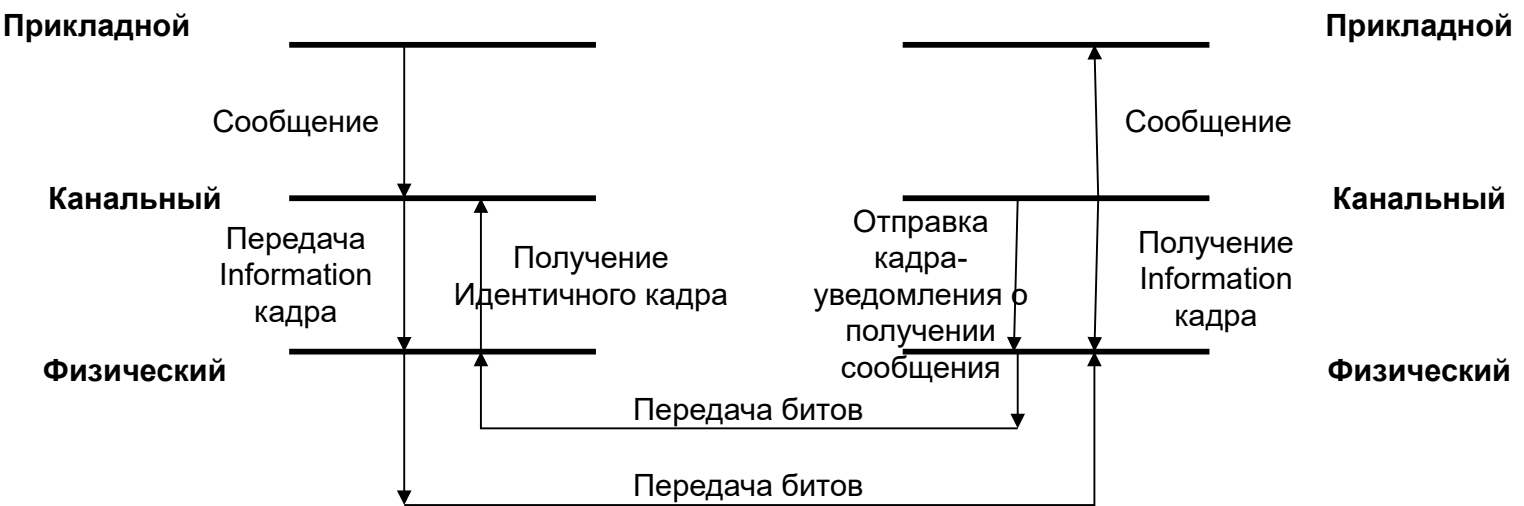 Прикладной
Прикладной
Сообщение
Сообщение
Канальный
Канальный
Передача
Information
кадра
Получение
Идентичного кадра
Отправка
кадра-
уведомления о
получении
сообщения
Получение
Information
кадра
Физический
Физический
Передача битов
Передача битов